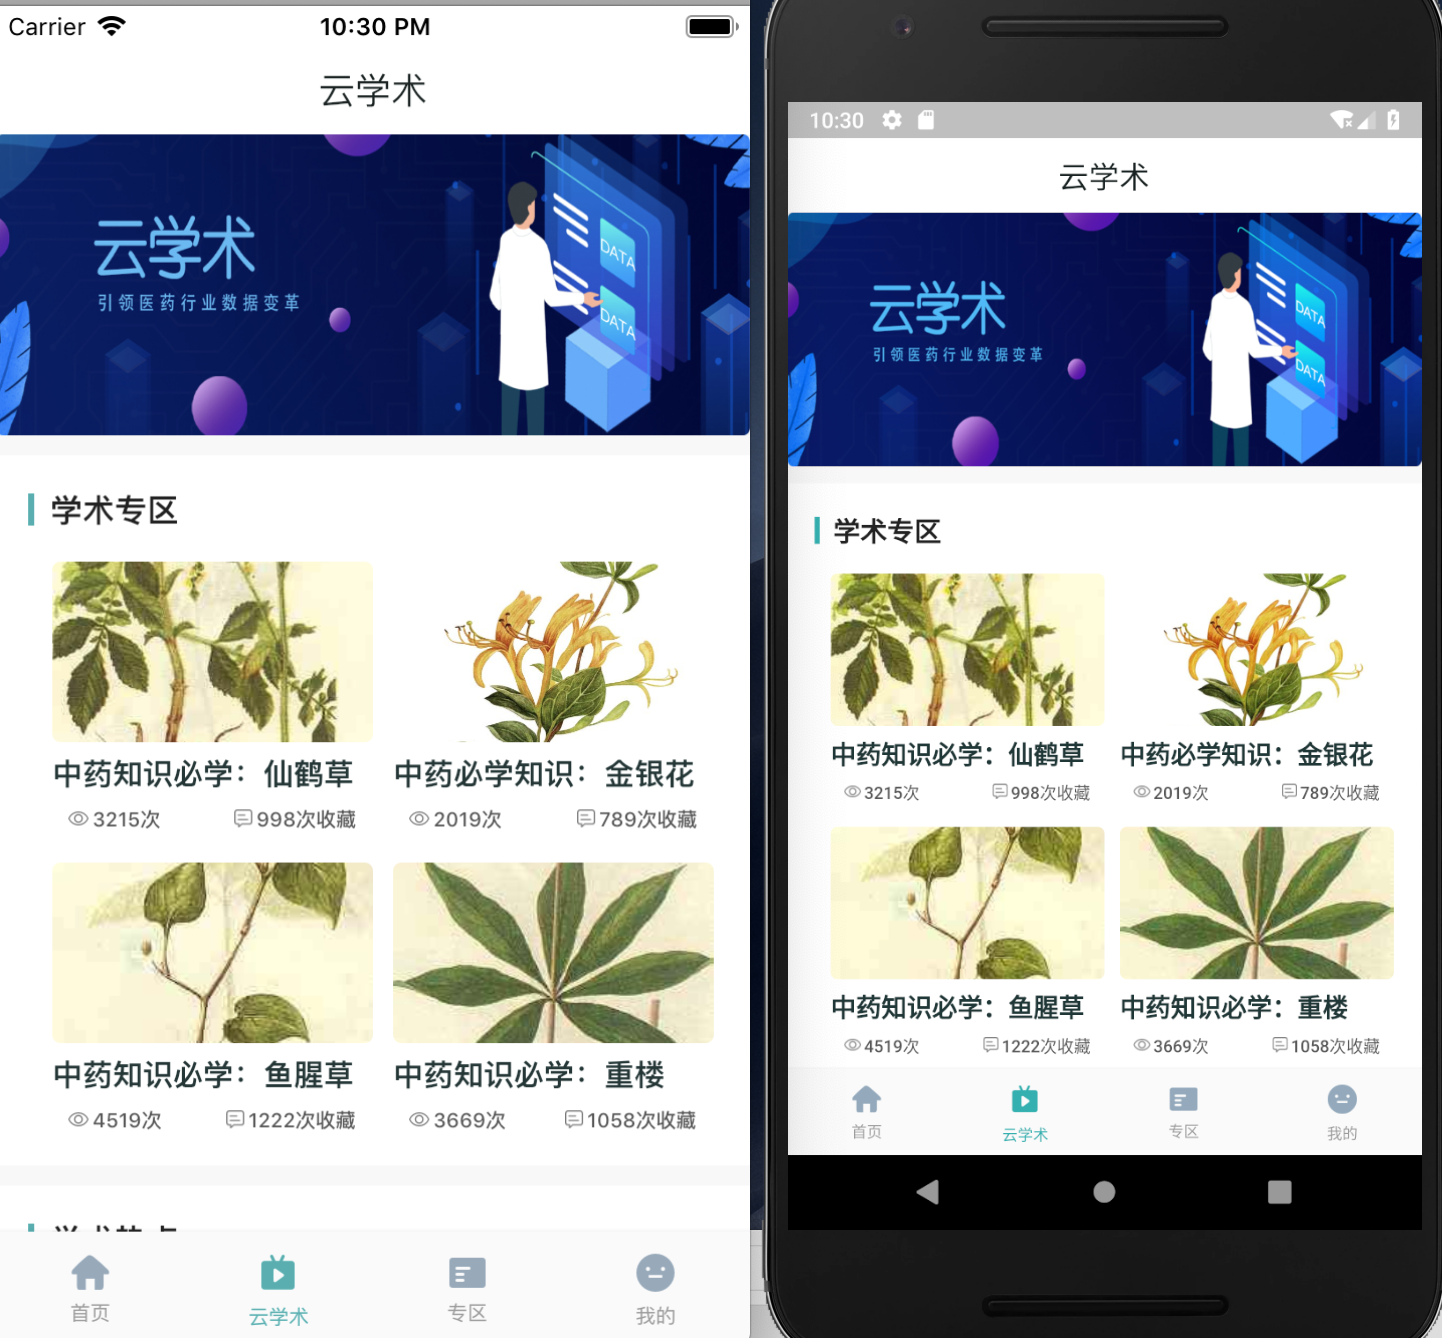 Carrier
10:30 PM
云学术
云学术
引领医药行业数据变革
DATA
DATA
学术专区
中药知识必学：仙鹤草
中药必学知识：金银花
3215次
998次收藏
2019次
789次收藏
中药知识必学：鱼腥草
中药知识必学：重楼
4519次
1222次收藏
3669次
1058次收藏
首页
云学术
专区
我的
10:30
云学术
云学术
引领医药行业数据变革
DATA
DATA
学术专区
中药知识必学：仙鹤草
中药必学知识：金银花
3215次
998次收藏
2019次
789次收藏
中药知识必学：鱼腥草
中药知识必学：重楼
4519次
1222次收藏
3669次
1058次收藏
首页
云学术
专区
我的